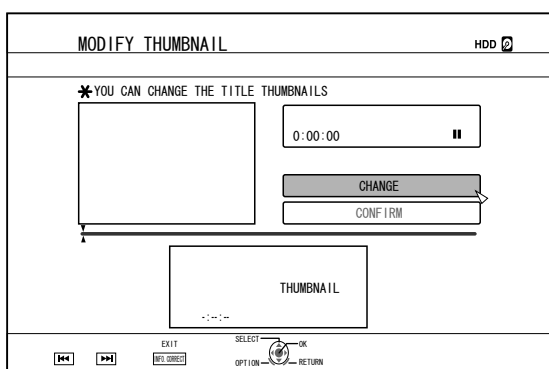 MODIFY THUMBNAIL
HDD
YOU CAN CHANGE THE TITLE THUMBNAILS
0:00:00
CHANGE
CONFIRM
THUMBNAIL
-:--:--
EXIT
INFO. CORRECT
SELECT
OK
OPTION
RETURN